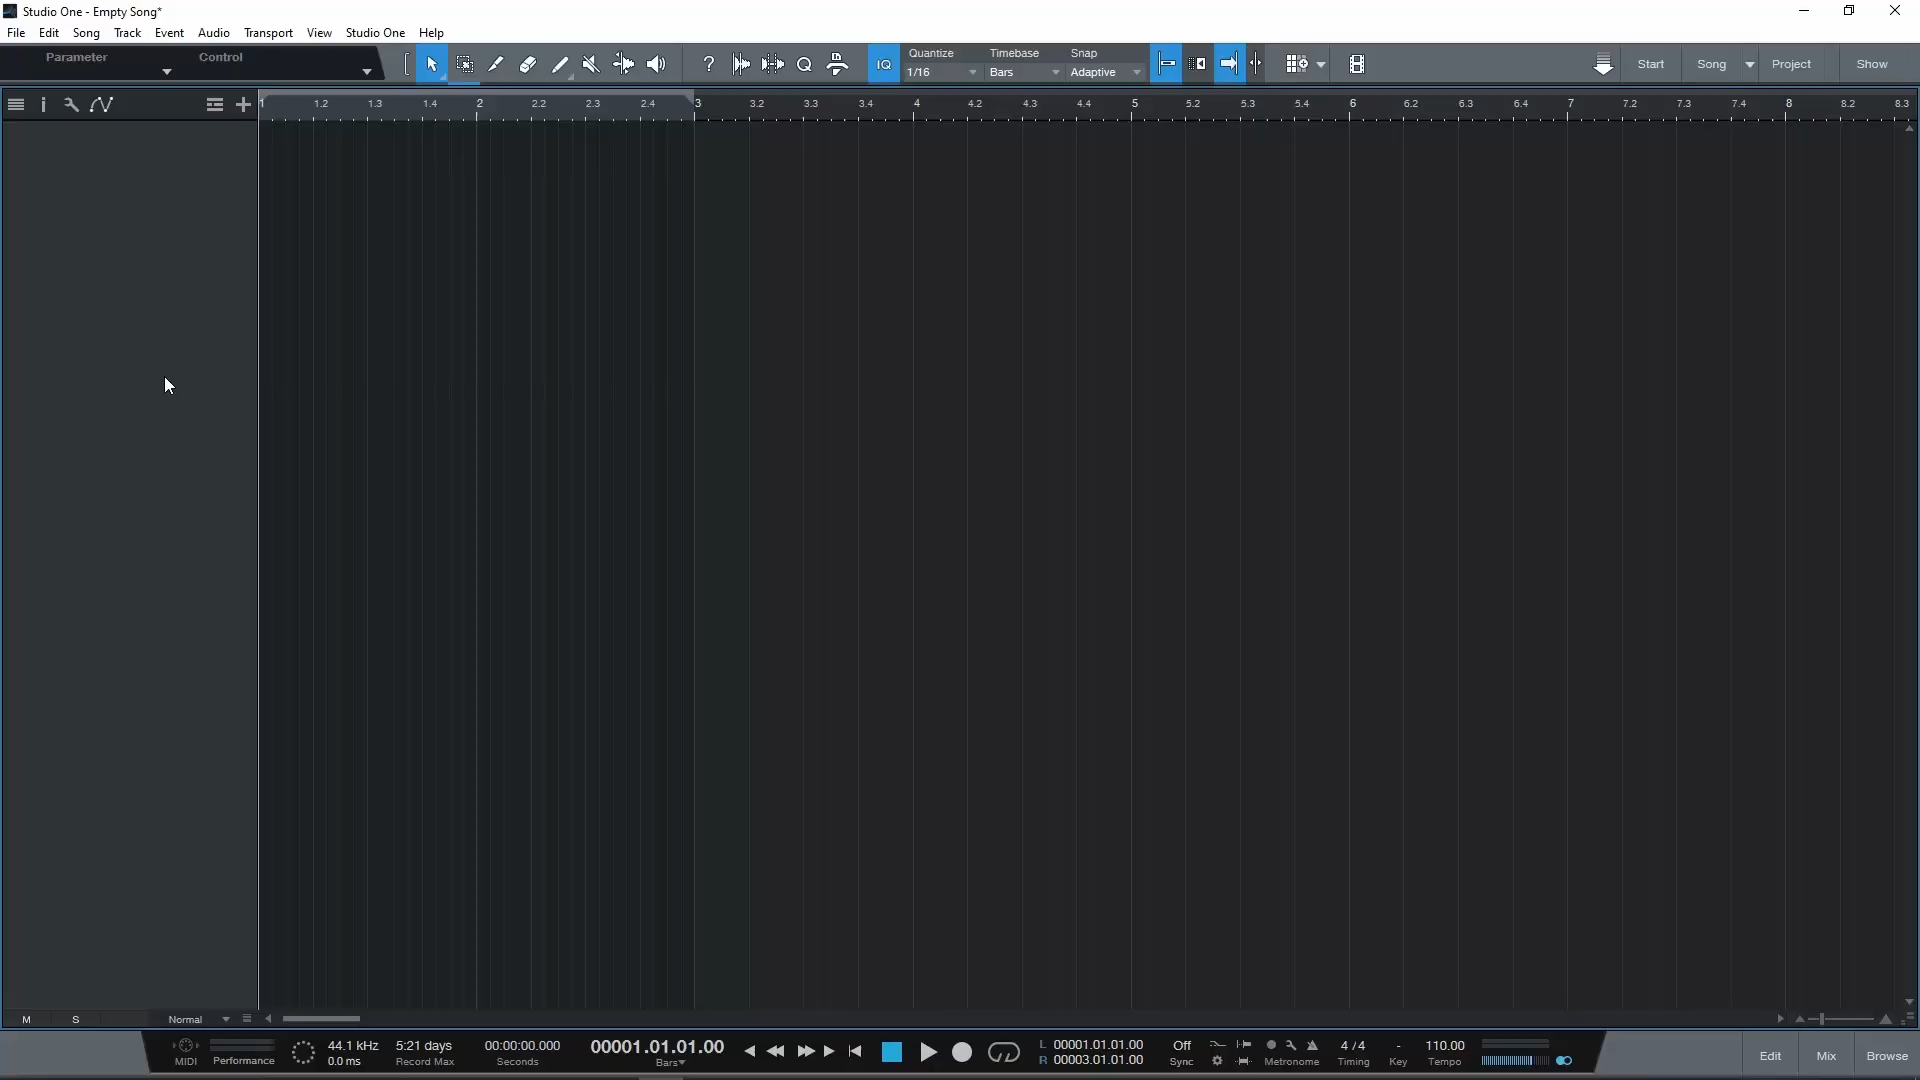 Studio One - Empty Song*
File Edit Song Track Event Audio Transport View Studio One Help
Parameter Control
IQ Quantize Timebase Snap
1/16 Bars Adaptive
Start Song Project Show
1 1.2 1.3 1.4 2 2.2 2.3 2.4 3 3.2 3.3 3.4 4 4.2 4.3 4.4 5 5.2 5.3 5.4 6 6.2 6.3 6.4 7 7.2 7.3 7.4 8 8.2 8.3
M S Normal
44.1 kHz 5:21 days 00:00:00.000 00001.01.01.00 L 00001.01.01.00 Off 4 / 4 - 110.00
MIDI Performance 0.0 ms Record Max Seconds Bars R 00003.01.01.00 Sync Metronome Timing Key Tempo
Edit Mix Browse